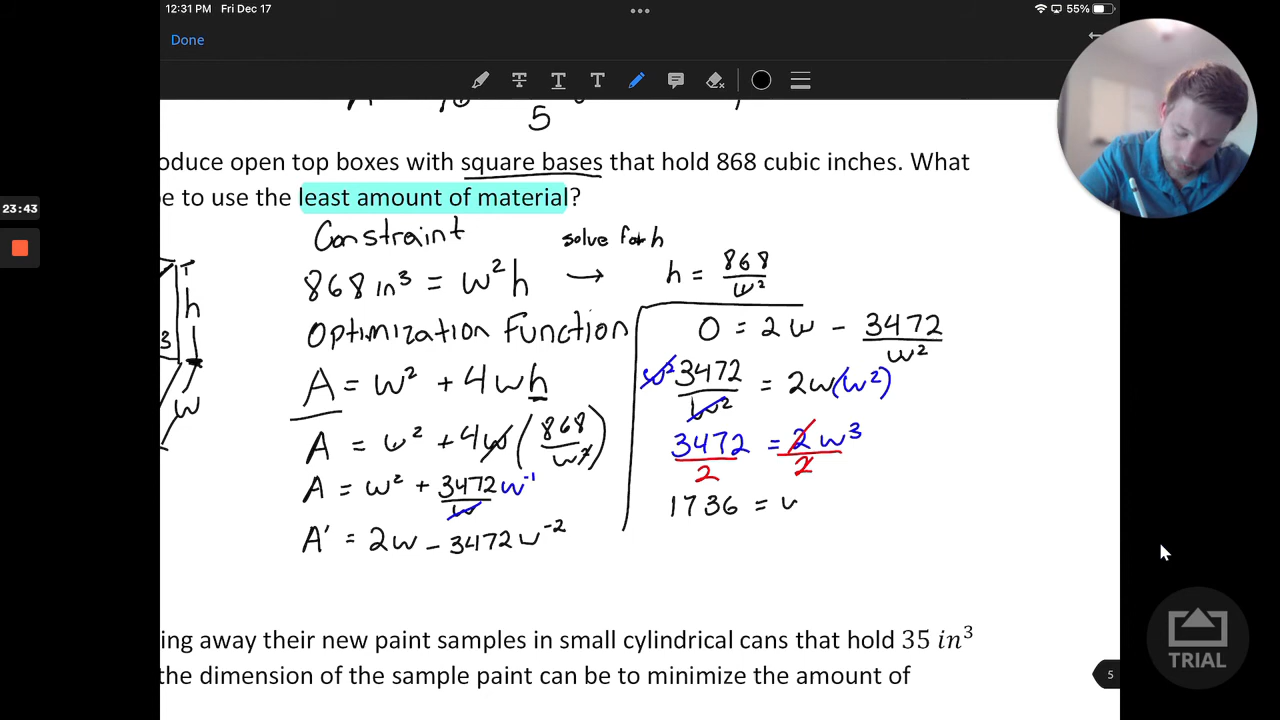 12:31 PM Fri Dec 17
55%
Done
T T T
23:43
5
oduce open top boxes with square bases that hold 868 cubic inches. What
e to use the least amount of material?
Constraint
solve for h
868 in³ = w²h → h = 868/w²
h
3
w
Optimization Function
A = w² + 4wh
A = w² + 4w (868/w²)
A = w² + 3472/w w⁻¹
A' = 2w - 3472w⁻²
0 = 2w - 3472/w²
w² 3472/w² = 2w(w²)
3472/2 = 2w³/2
1736 = w
ing away their new paint samples in small cylindrical cans that hold 35 in³
the dimension of the sample paint can be to minimize the amount of
5
TRIAL